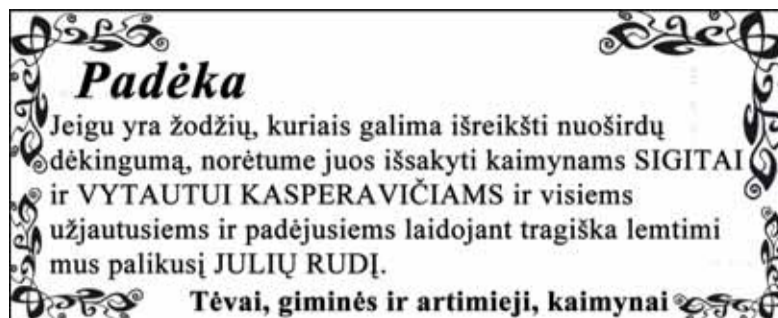 Padėka
Jeigu yra žodžių, kuriais galima išreikšti nuoširdų
dėkingumą, norėtume juos išsakyti kaimynams SIGITAI
ir VYTAUTUI KASPERAVIČIAMS ir visiems
užjautusiems ir padėjusiems laidojant tragiška lemtimi
mus palikusį JULIŲ RUDĮ.
Tėvai, giminės ir artimieji, kaimynai